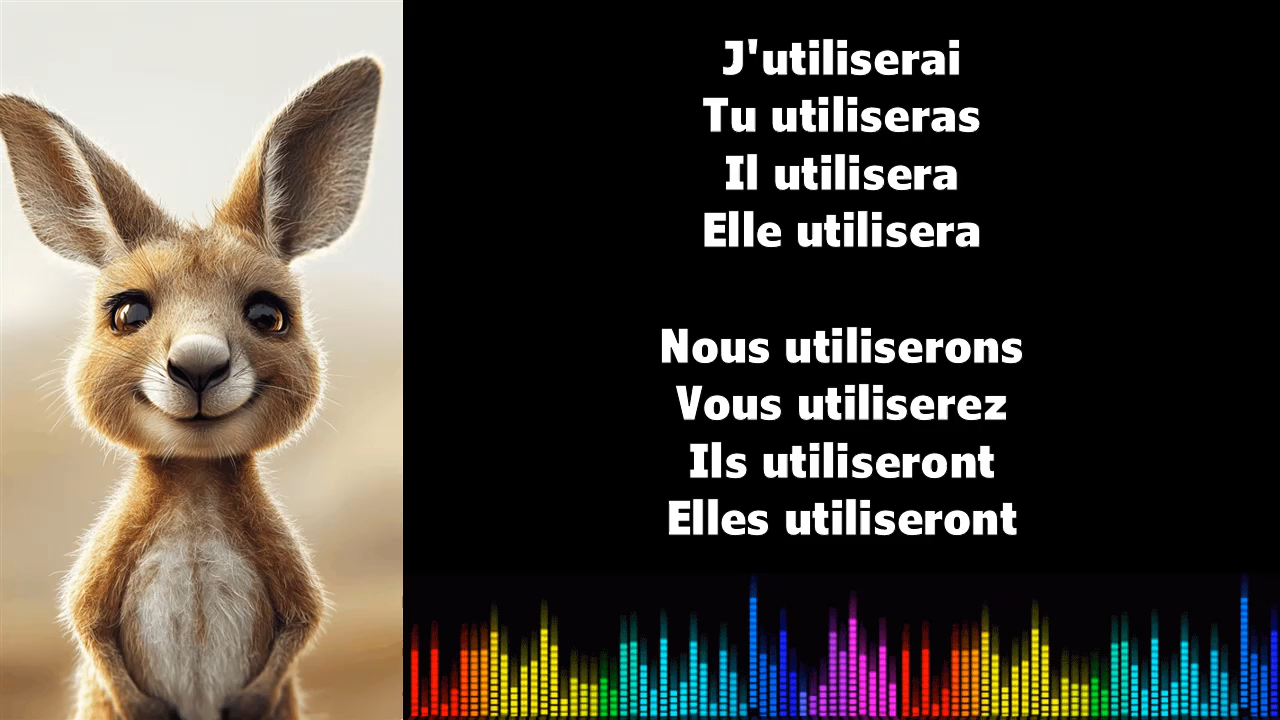 J'utiliserai
Tu utiliseras
Il utilisera
Elle utilisera
Nous utiliserons
Vous utiliserez
Ils utiliseront
Elles utiliseront